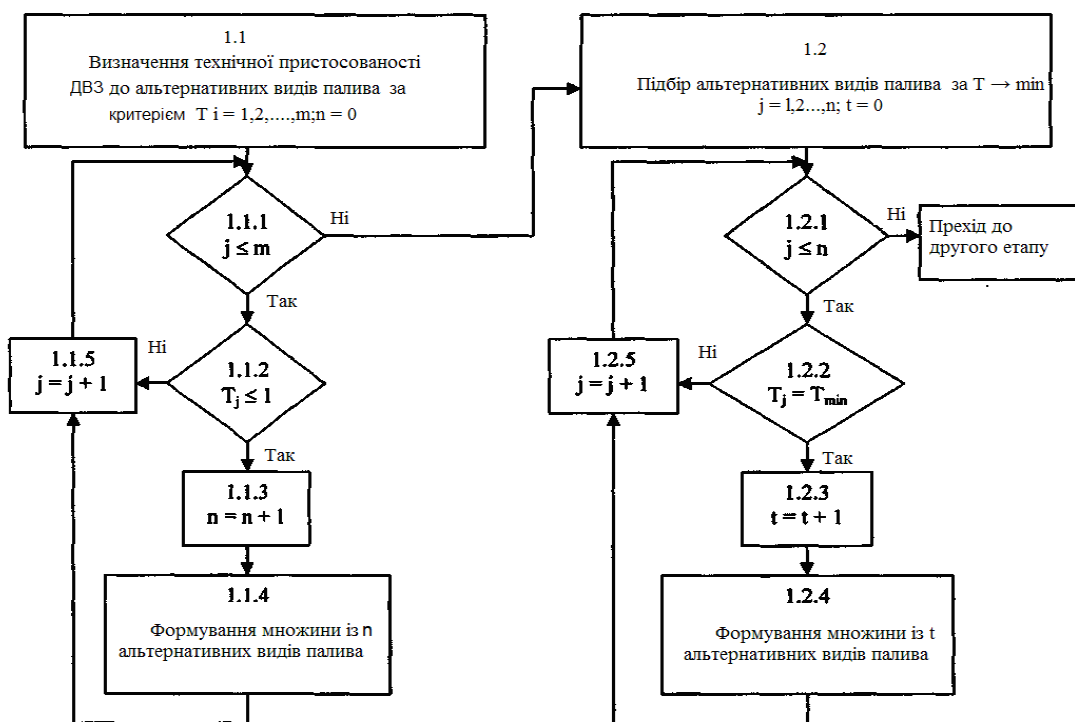 1.1
Визначення технічної пристосованості
ДВЗ до альтернативних видів палива за
критерієм T i = 1,2,....,m;n = 0
1.1.1
j ≤ m
Ні
Так
1.1.2
Tj ≤ 1
Ні
Так
1.1.5
j = j + 1
1.1.3
n = n + 1
1.1.4
Формування множини із n
альтернативних видів палива
1.2
Підбір альтернативних видів палива за T → min
j = 1,2...,n; t = 0
1.2.1
j ≤ n
Ні
Прехід до
другого етапу
Так
1.2.2
Tj = Tmin
Ні
Так
1.2.5
j = j + 1
1.2.3
t = t + 1
1.2.4
Формування множини із t
альтернативних видів палива